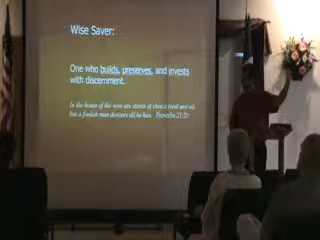 Wise Saver:
One who builds, preserves, and invests
with discernment.
In the house of the wise are stores of choice food and oil,
but a foolish man devours all he has. Proverbs 21:20